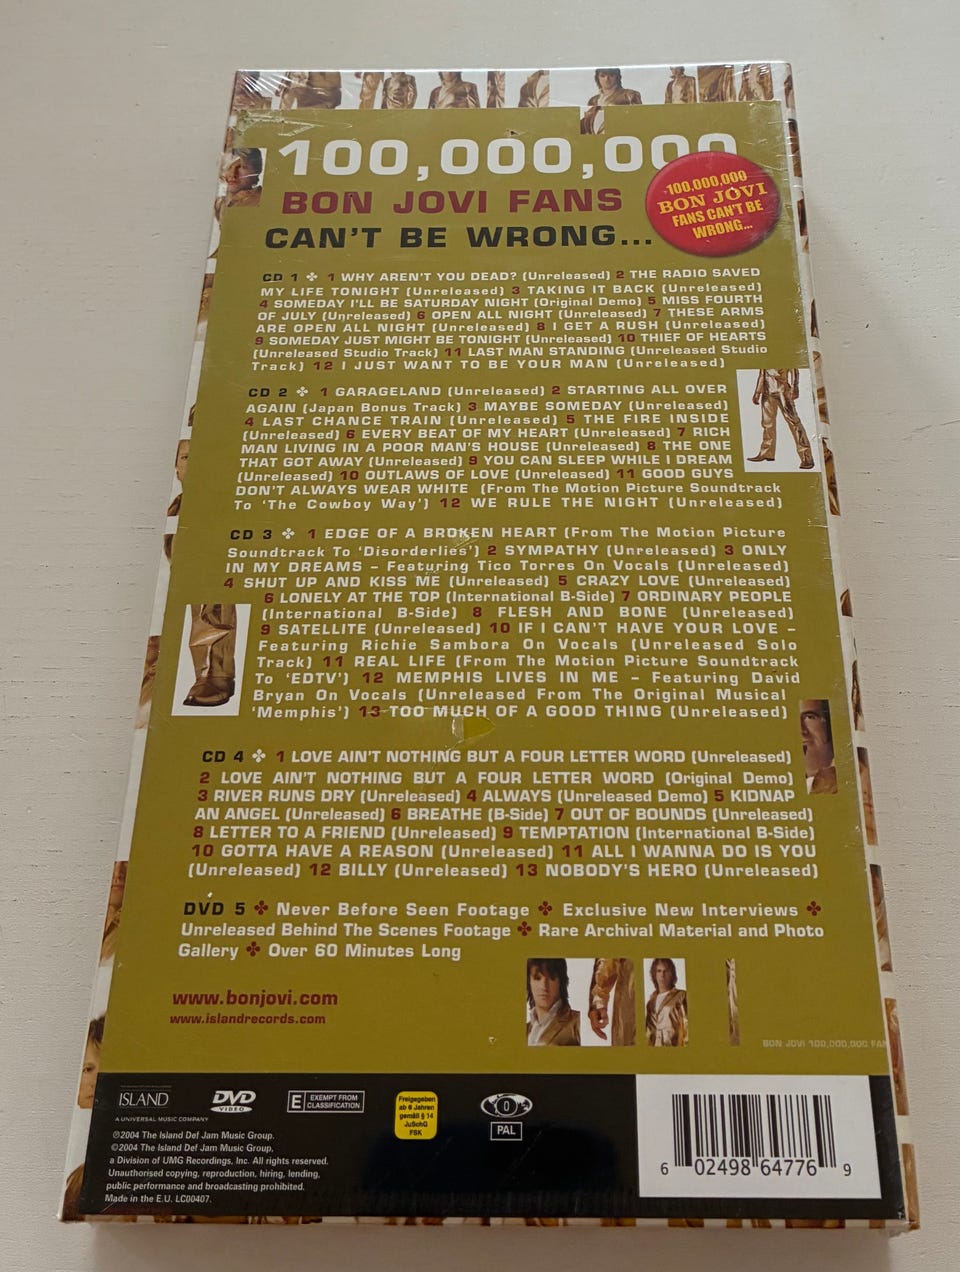 100,000,000
BON JOVI FANS
CAN'T BE WRONG...
100,000,000
BON JOVI
FANS CAN'T BE
WRONG...
CD 1 ✤ 1 WHY AREN'T YOU DEAD? (Unreleased) 2 THE RADIO SAVED
MY LIFE TONIGHT (Unreleased) 3 TAKING IT BACK (Unreleased)
4 SOMEDAY I'LL BE SATURDAY NIGHT (Original Demo) 5 MISS FOURTH
OF JULY (Unreleased) 6 OPEN ALL NIGHT (Unreleased) 7 THESE ARMS
ARE OPEN ALL NIGHT (Unreleased) 8 I GET A RUSH (Unreleased)
9 SOMEDAY JUST MIGHT BE TONIGHT (Unreleased) 10 THIEF OF HEARTS
(Unreleased Studio Track) 11 LAST MAN STANDING (Unreleased Studio
Track) 12 I JUST WANT TO BE YOUR MAN (Unreleased)
CD 2 ✤ 1 GARAGELAND (Unreleased) 2 STARTING ALL OVER
AGAIN (Japan Bonus Track) 3 MAYBE SOMEDAY (Unreleased)
4 LAST CHANCE TRAIN (Unreleased) 5 THE FIRE INSIDE
(Unreleased) 6 EVERY BEAT OF MY HEART (Unreleased) 7 RICH
MAN LIVING IN A POOR MAN'S HOUSE (Unreleased) 8 THE ONE
THAT GOT AWAY (Unreleased) 9 YOU CAN SLEEP WHILE I DREAM
(Unreleased) 10 OUTLAWS OF LOVE (Unreleased) 11 GOOD GUYS
DON'T ALWAYS WEAR WHITE (From The Motion Picture Soundtrack
To 'The Cowboy Way') 12 WE RULE THE NIGHT (Unreleased)
CD 3 ✤ 1 EDGE OF A BROKEN HEART (From The Motion Picture
Soundtrack To 'Disorderlies') 2 SYMPATHY (Unreleased) 3 ONLY
IN MY DREAMS – Featuring Tico Torres On Vocals (Unreleased)
4 SHUT UP AND KISS ME (Unreleased) 5 CRAZY LOVE (Unreleased)
6 LONELY AT THE TOP (International B-Side) 7 ORDINARY PEOPLE
(International B-Side) 8 FLESH AND BONE (Unreleased)
9 SATELLITE (Unreleased) 10 IF I CAN'T HAVE YOUR LOVE –
Featuring Richie Sambora On Vocals (Unreleased Solo
Track) 11 REAL LIFE (From The Motion Picture Soundtrack
To 'EDTV') 12 MEMPHIS LIVES IN ME – Featuring David
Bryan On Vocals (Unreleased From The Original Musical
'Memphis') 13 TOO MUCH OF A GOOD THING (Unreleased)
CD 4 ✤ 1 LOVE AIN'T NOTHING BUT A FOUR LETTER WORD (Unreleased)
2 LOVE AIN'T NOTHING BUT A FOUR LETTER WORD (Original Demo)
3 RIVER RUNS DRY (Unreleased) 4 ALWAYS (Unreleased Demo) 5 KIDNAP
AN ANGEL (Unreleased) 6 BREATHE (B-Side) 7 OUT OF BOUNDS (Unreleased)
8 LETTER TO A FRIEND (Unreleased) 9 TEMPTATION (International B-Side)
10 GOTTA HAVE A REASON (Unreleased) 11 ALL I WANNA DO IS YOU
(Unreleased) 12 BILLY (Unreleased) 13 NOBODY'S HERO (Unreleased)
DVD 5 ✤ Never Before Seen Footage ✤ Exclusive New Interviews ✤
Unreleased Behind The Scenes Footage ✤ Rare Archival Material and Photo
Gallery ✤ Over 60 Minutes Long
www.bonjovi.com
www.islandrecords.com
BON JOVI 100,000,000 FAN
ISLAND
A UNIVERSAL MUSIC COMPANY
DVD
VIDEO
E EXEMPT FROM
CLASSIFICATION
Freigegeben
ab 6 Jahren
gemäß § 14
JuSchG
FSK
0
PAL
℗2004 The Island Def Jam Music Group.
©2004 The Island Def Jam Music Group,
a Division of UMG Recordings, Inc. All rights reserved.
Unauthorised copying, reproduction, hiring, lending,
public performance and broadcasting prohibited.
Made in the E.U. LC00407.
6 02498 64776 9